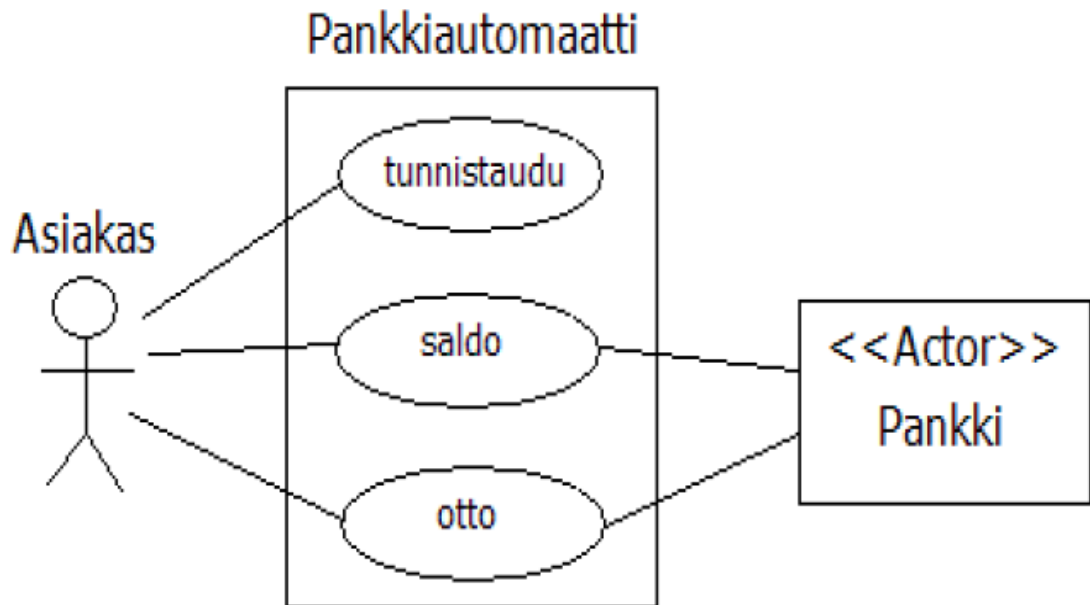 Pankkiautomaatti
tunnistaudu
Asiakas
saldo
<<Actor>>
Pankki
otto